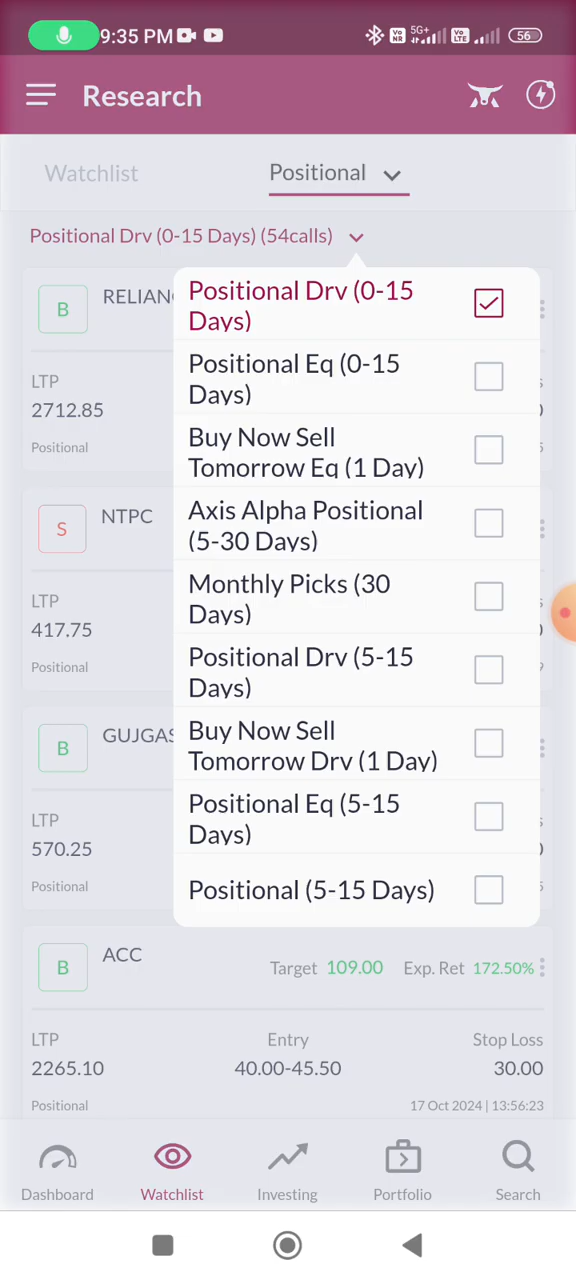 9:35 PM
Vo NR 5G+ Vo LTE 56
Research
Watchlist
Positional
Positional Drv (0-15 Days) (54calls)
Positional Drv (0-15
Days)
Positional Eq (0-15
Days)
Buy Now Sell
Tomorrow Eq (1 Day)
Axis Alpha Positional
(5-30 Days)
Monthly Picks (30
Days)
Positional Drv (5-15
Days)
Buy Now Sell
Tomorrow Drv (1 Day)
Positional Eq (5-15
Days)
Positional (5-15 Days)
B
LTP
2712.85
Positional
S NTPC
LTP
417.75
Positional
B
LTP
570.25
Positional
B ACC Target 109.00 Exp. Ret 172.50%
LTP Entry Stop Loss
2265.10 40.00-45.50 30.00
Positional 17 Oct 2024 | 13:56:23
Dashboard Watchlist Investing Portfolio Search